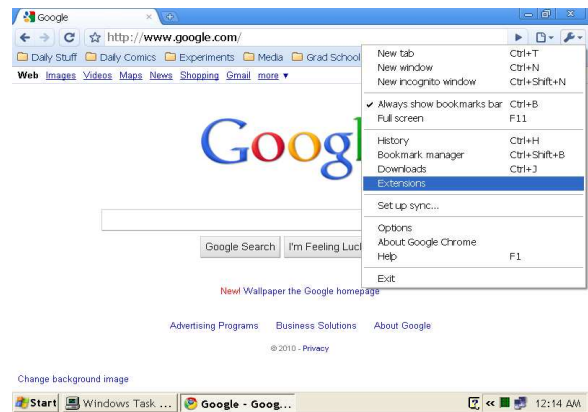 Google
http://www.google.com/
Daily Stuff Daily Comics Experiments Media Grad School
Web Images Videos Maps News Shopping Gmail more
New tab Ctrl+T
New window Ctrl+N
New incognito window Ctrl+Shift+N
Always show bookmarks bar Ctrl+B
Full screen F11
History Ctrl+H
Bookmark manager Ctrl+Shift+B
Downloads Ctrl+J
Extensions
Set up sync...
Options
About Google Chrome
Help F1
Exit
Googl
Google Search I'm Feeling Luc
New! Wallpaper the Google homepage
Advertising Programs Business Solutions About Google
© 2010 - Privacy
Change background image
Start Windows Task ... Google - Goog... 12:14 AM